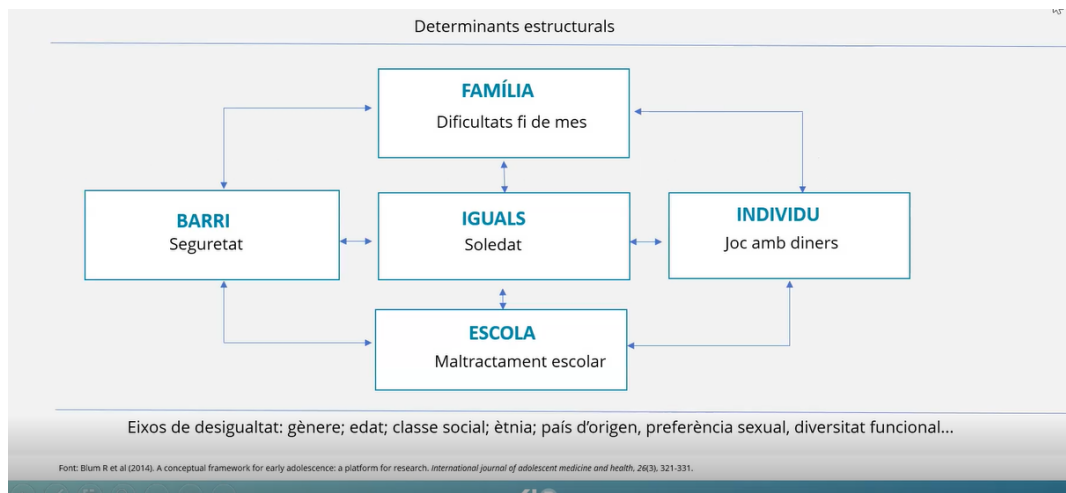 Determinants estructurals
FAMÍLIA
Dificultats fi de mes
BARRI
Seguretat
IGUALS
Soledat
INDIVIDU
Joc amb diners
ESCOLA
Maltractament escolar
Eixos de desigualtat: gènere; edat; classe social; ètnia; país d'origen, preferència sexual, diversitat funcional...
Font: Blum R et al (2014). A conceptual framework for early adolescence: a platform for research. International journal of adolescent medicine and health, 26(3), 321-331.